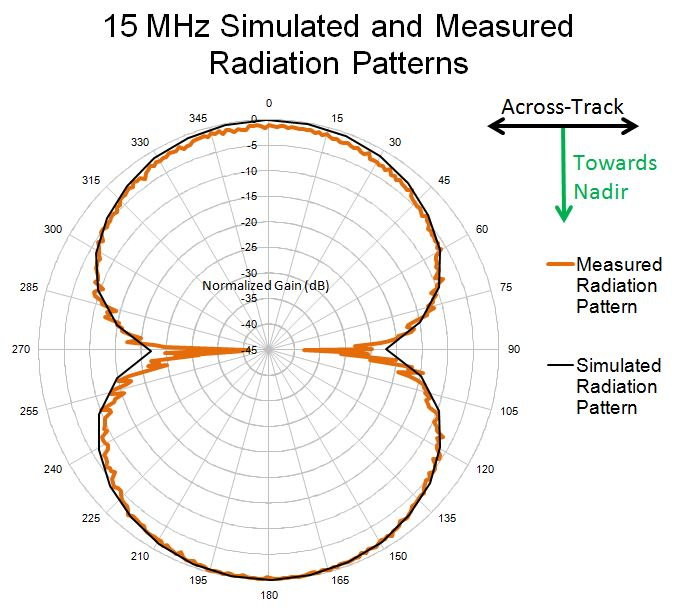 15 MHz Simulated and Measured
Radiation Patterns
0
15
30
45
60
75
90
105
120
135
150
165
180
195
210
225
240
255
270
285
300
315
330
345
0
-5
-10
-15
-20
-25
-30
-35
-40
-45
Normalized Gain (dB)
Across-Track
Towards
Nadir
Measured
Radiation
Pattern
Simulated
Radiation
Pattern